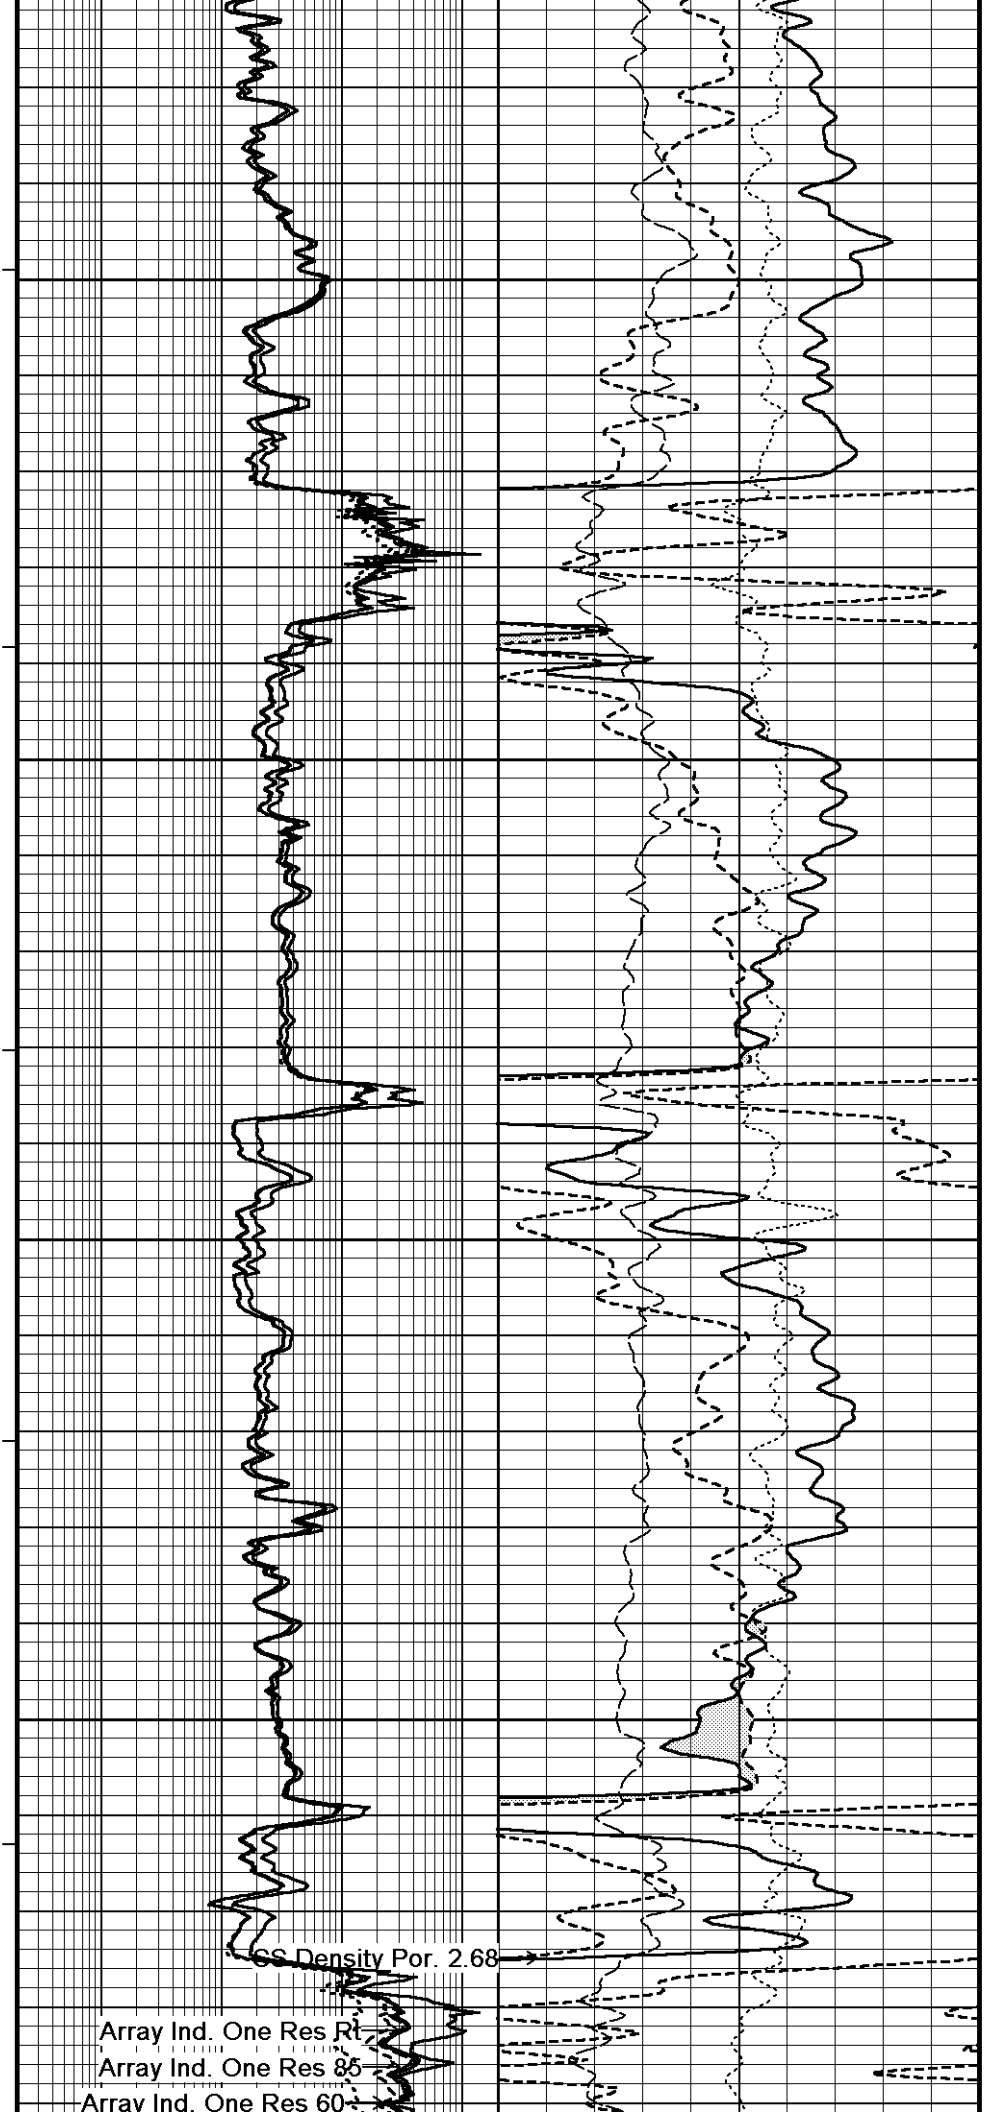 CS Density Por. 2.68
Array Ind. One Res Rt
Array Ind. One Res 85
Array Ind. One Res 60